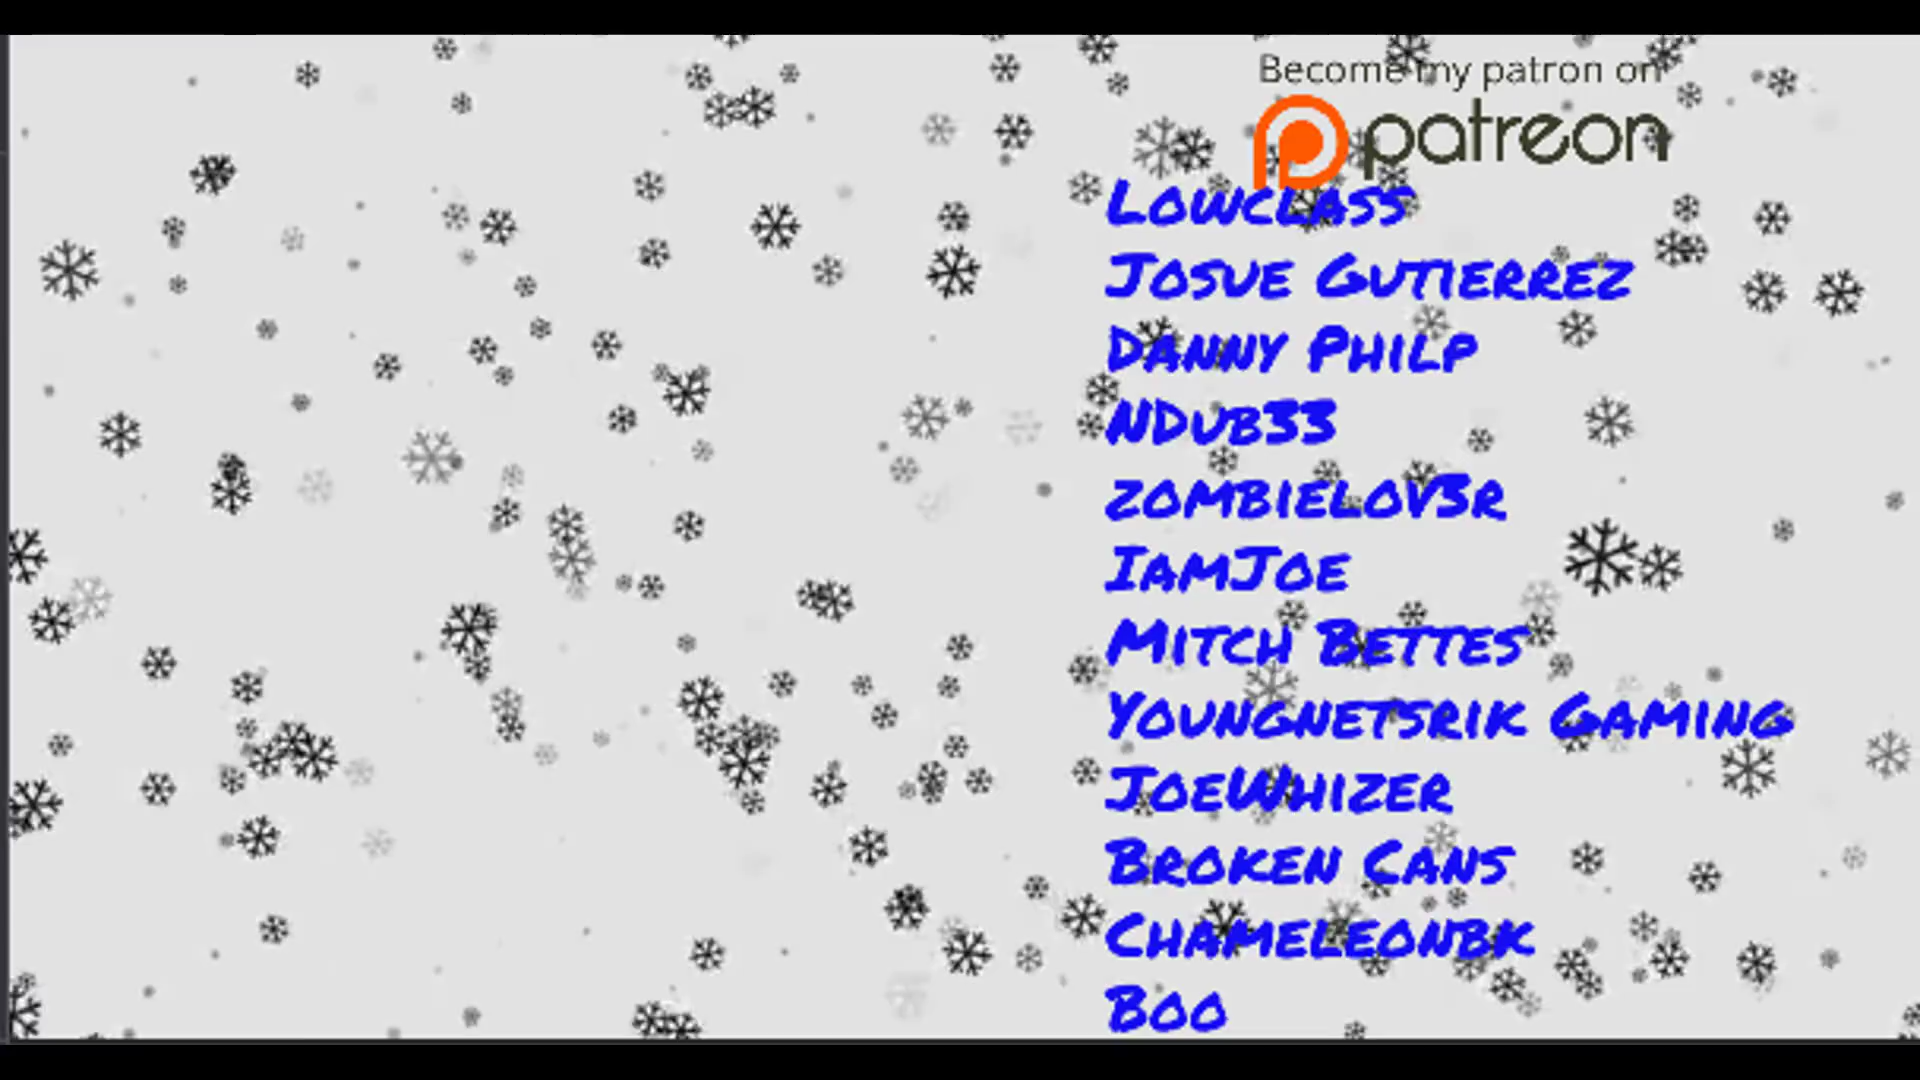 Become my patron on
patreon
Lowclass
Josue Gutierrez
Danny Philp
NDub33
zombielov3r
IamJoe
Mitch Bettes
Youngnetsrik Gaming
JoeWhizer
Broken Cans
Chameleonbk
Boo